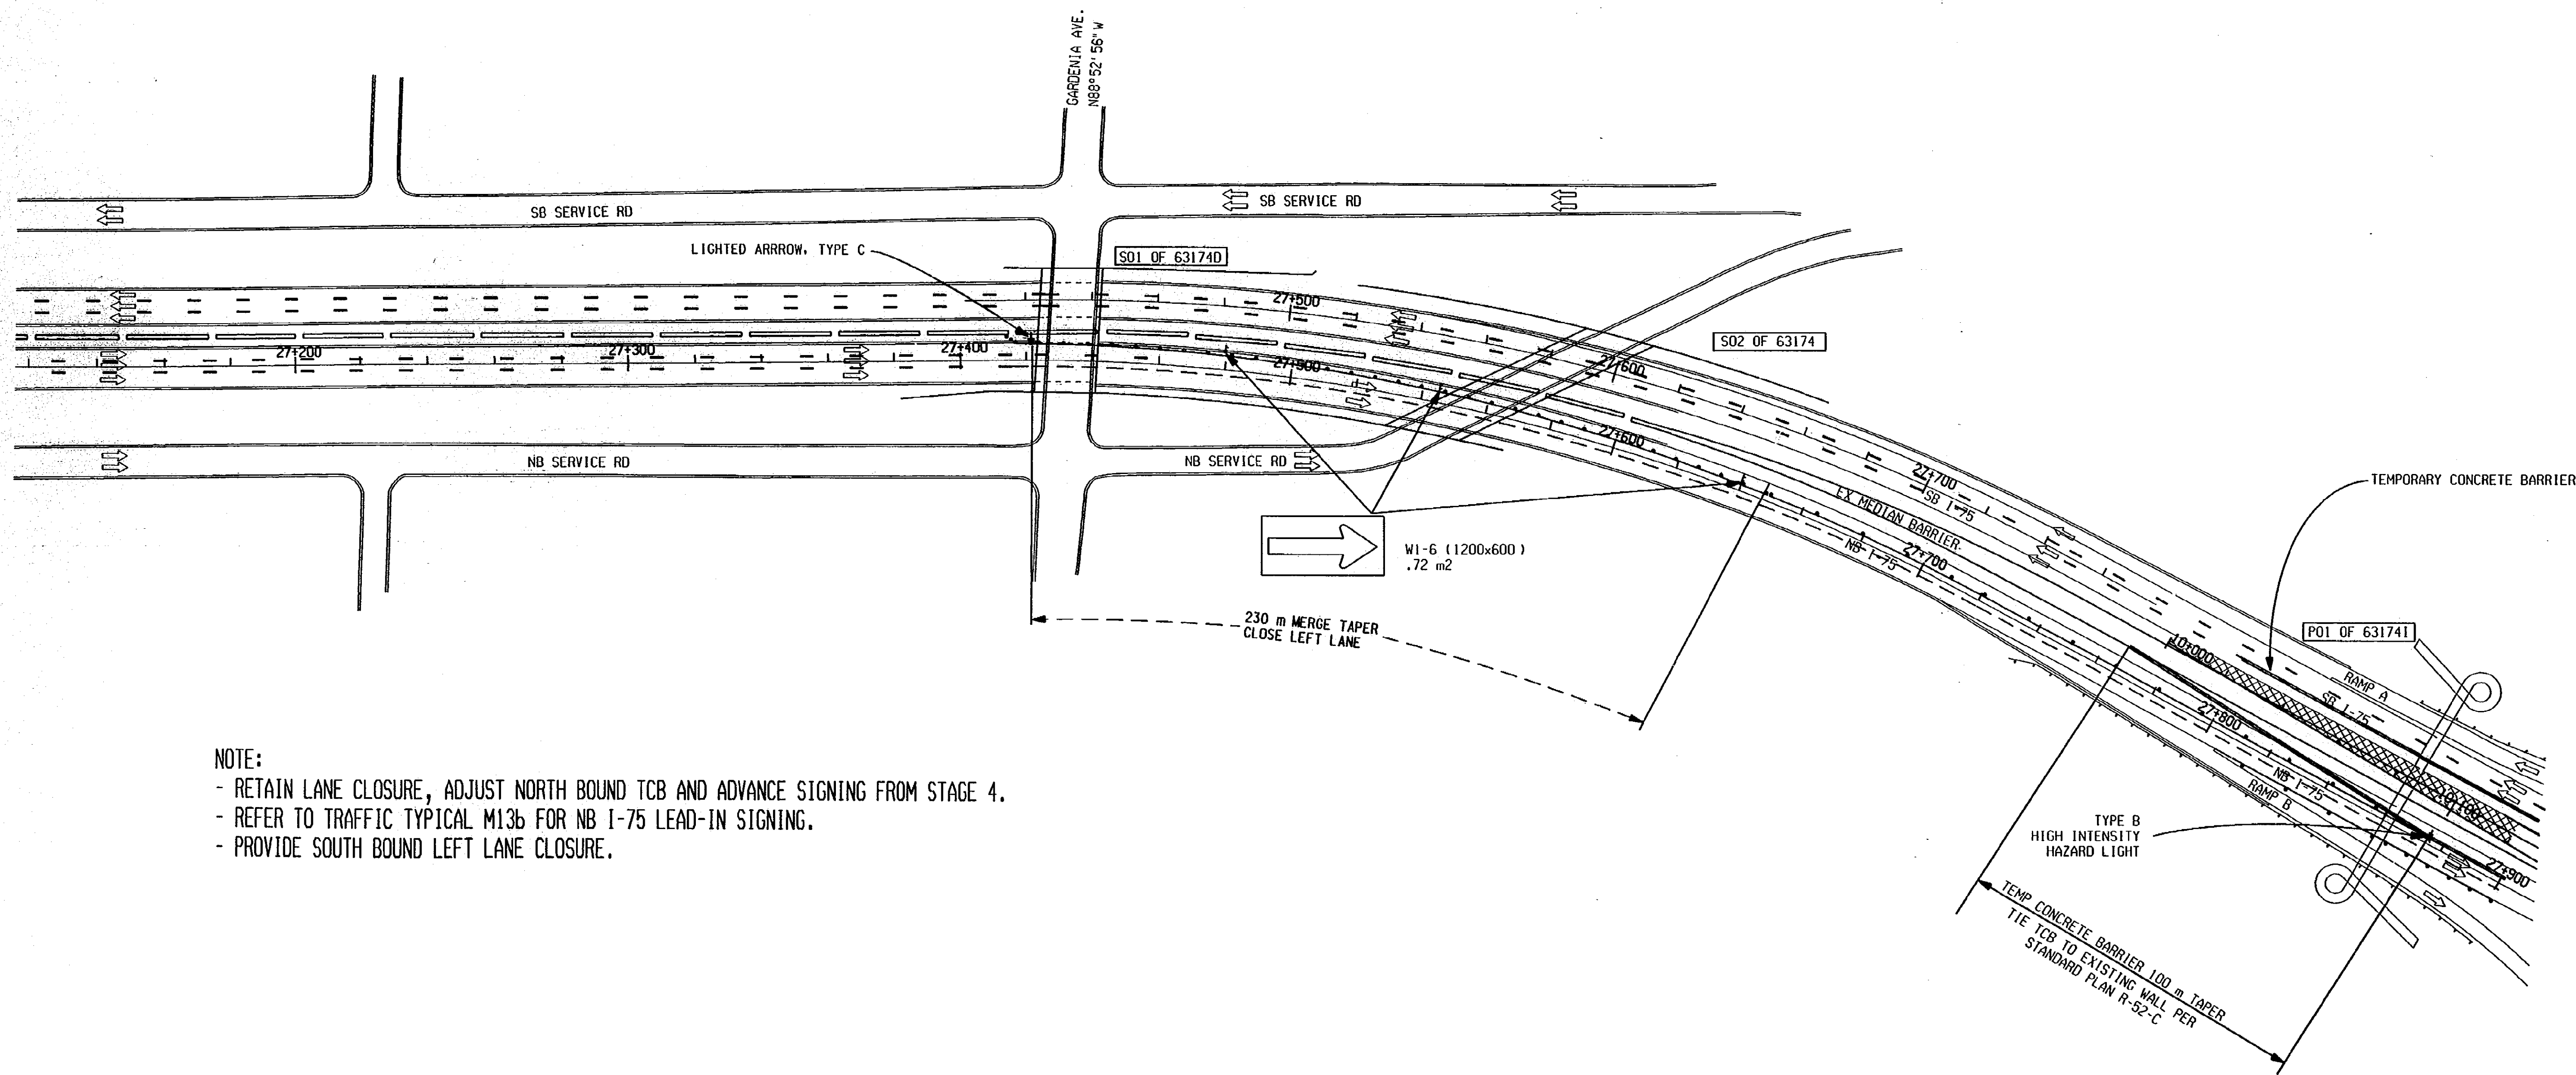 GARDENIA AVE.
N88°52'56" W
SB SERVICE RD
SB SERVICE RD
LIGHTED ARRROW, TYPE C
S01 OF 63174D
27+500
S02 OF 63174
27+200
27+300
27+400
27+900
27+600
27+600
NB SERVICE RD
NB SERVICE RD
27+700
SB I-75
EX MEDIAN BARRIER
TEMPORARY CONCRETE BARRIER
NB I-75
27+700
W1-6 (1200x600)
.72 m2
230 m MERGE TAPER
CLOSE LEFT LANE
P01 OF 63174I
10+000
RAMP A
SB I-75
27+800
NB I-75
RAMP B
10+100
27+900
TYPE B
HIGH INTENSITY
HAZARD LIGHT
TEMP CONCRETE BARRIER 100 m TAPER
TIE TCB TO EXISTING WALL PER
STANDARD PLAN R-52-C
NOTE:
- RETAIN LANE CLOSURE, ADJUST NORTH BOUND TCB AND ADVANCE SIGNING FROM STAGE 4.
- REFER TO TRAFFIC TYPICAL M13b FOR NB I-75 LEAD-IN SIGNING.
- PROVIDE SOUTH BOUND LEFT LANE CLOSURE.